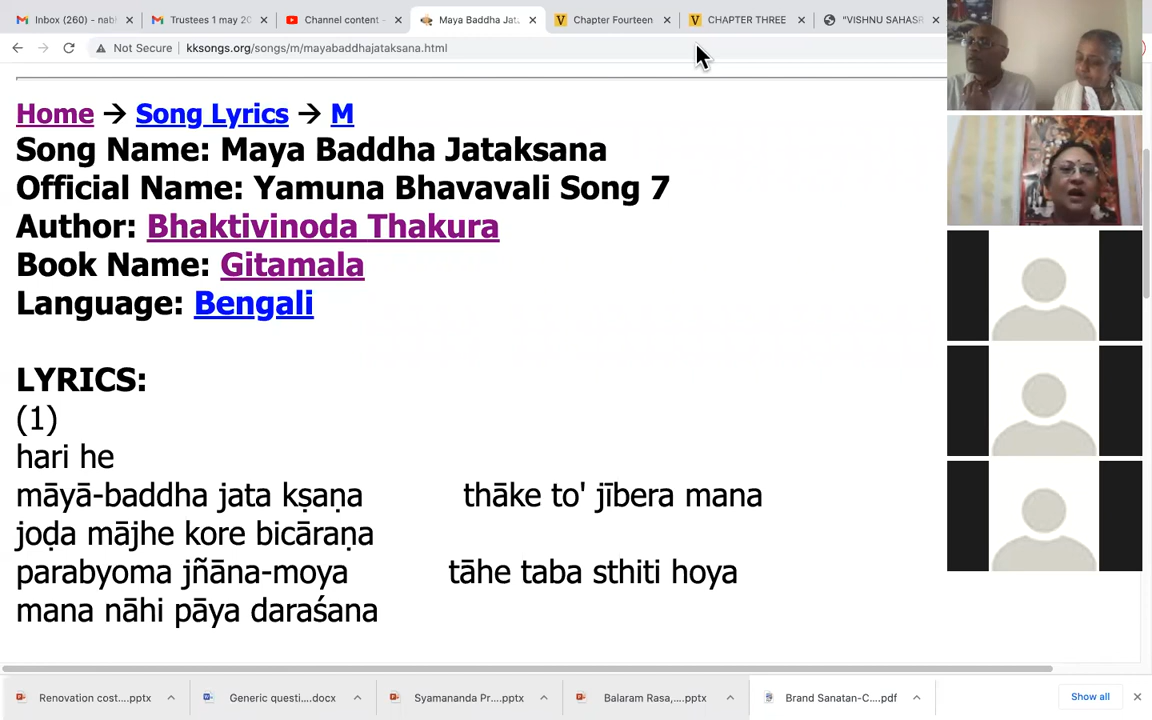 Inbox (260) - nab
Trustees 1 may 20
Channel content -
Maya Baddha Jat
Chapter Fourteen
CHAPTER THREE
"VISHNU SAHASR
Not Secure
kksongs.org/songs/m/mayabaddhajataksana.html
Home → Song Lyrics → M
Song Name: Maya Baddha Jataksana
Official Name: Yamuna Bhavavali Song 7
Author: Bhaktivinoda Thakura
Book Name: Gitamala
Language: Bengali
LYRICS:
(1)
hari he
māyā-baddha jata kṣaṇa thāke to' jībera mana
joḍa mājhe kore bicāraṇa
parabyoma jñāna-moya tāhe taba sthiti hoya
mana nāhi pāya daraśana
Renovation cost....pptx
Generic questi....docx
Syamananda Pr....pptx
Balaram Rasa,....pptx
Brand Sanatan-C....pdf
Show all